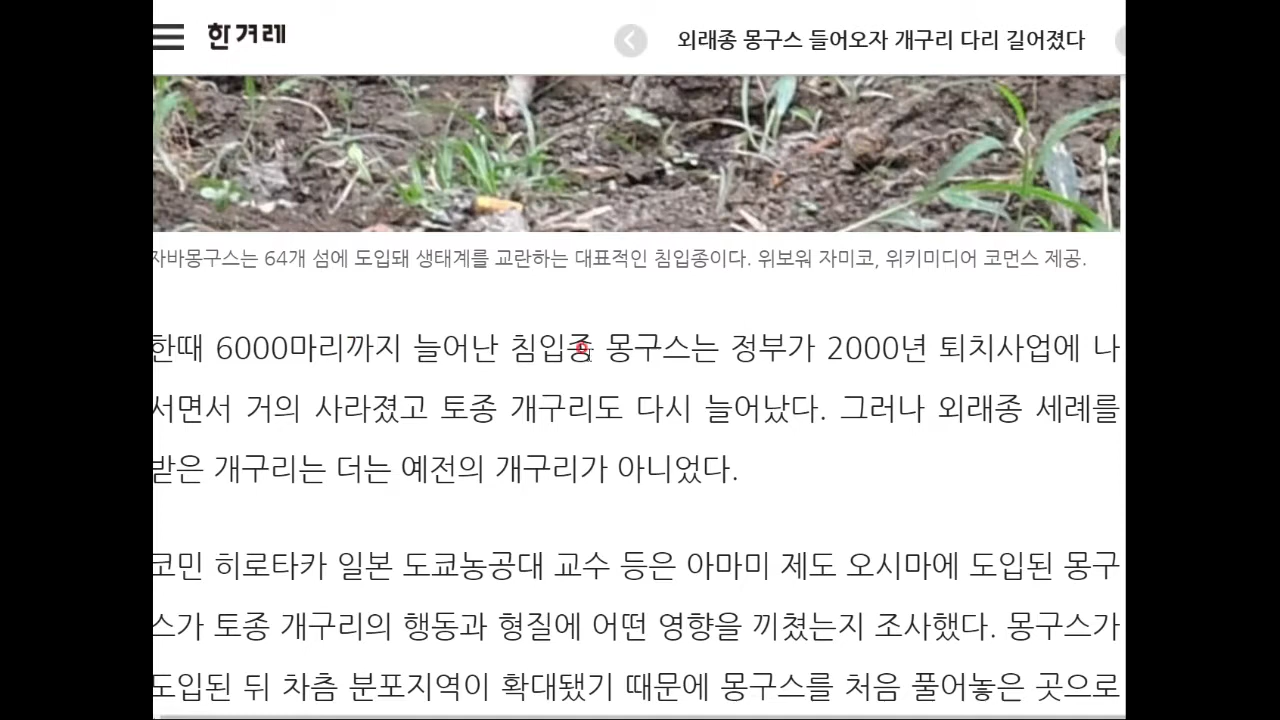 한겨레
외래종 몽구스 들어오자 개구리 다리 길어졌다
자바몽구스는 64개 섬에 도입돼 생태계를 교란하는 대표적인 침입종이다. 위보워 자미코, 위키미디어 코먼스 제공.
한때 6000마리까지 늘어난 침입종 몽구스는 정부가 2000년 퇴치사업에 나
서면서 거의 사라졌고 토종 개구리도 다시 늘어났다. 그러나 외래종 세례를
받은 개구리는 더는 예전의 개구리가 아니었다.
코민 히로타카 일본 도쿄농공대 교수 등은 아마미 제도 오시마에 도입된 몽구
스가 토종 개구리의 행동과 형질에 어떤 영향을 끼쳤는지 조사했다. 몽구스가
도입된 뒤 차츰 분포지역이 확대됐기 때문에 몽구스를 처음 풀어놓은 곳으로